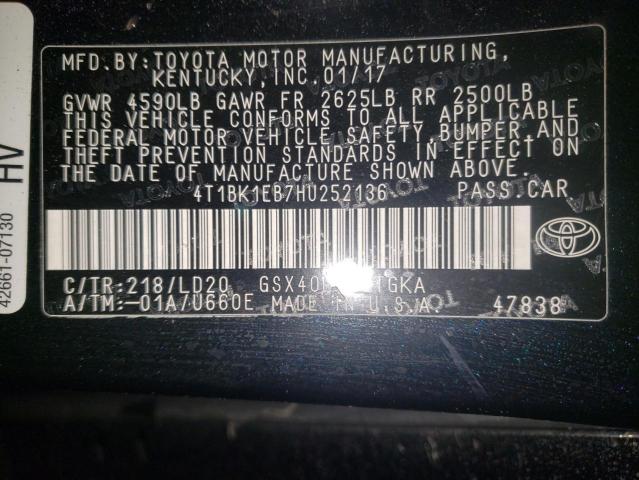 MFD.BY:TOYOTA MOTOR MANUFACTURING,
KENTUCKY,INC.01/17
GVWR 4590LB GAWR FR 2625LB RR 2500LB
THIS VEHICLE CONFORMS TO ALL APPLICABLE
FEDERAL MOTOR VEHICLE SAFETY,BUMPER,AND
THEFT PREVENTION STANDARDS IN EFFECT ON
THE DATE OF MANUFACTURE SHOWN ABOVE.
4T1BK1EB7HU252136 PASS CAR
C/TR:218/LD20
A/TM:-01A/U660E MADE IN U.S.A. 47838
42661-07130
HV